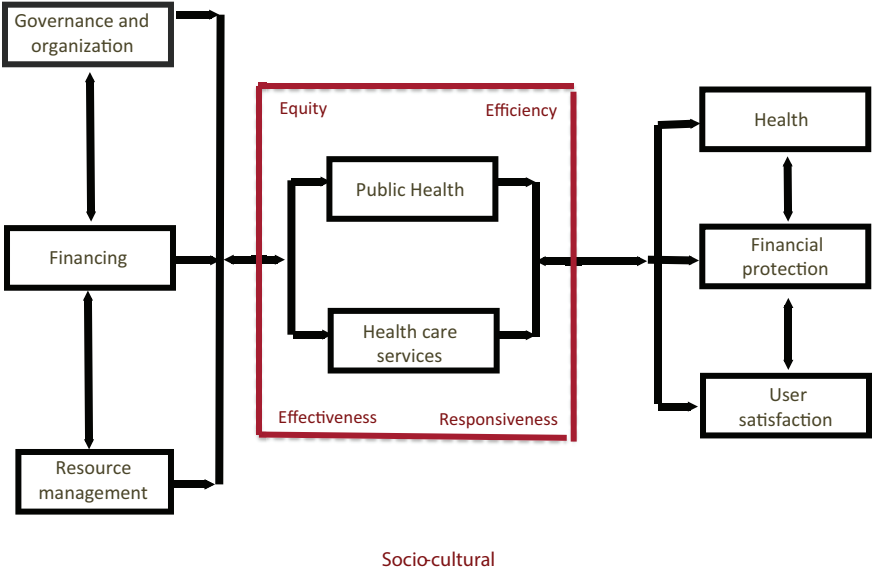 Governance and
organization
Equity
Efficiency
Health
Public Health
Financing
Financial
protection
Health care
services
Effectiveness
Responsiveness
User
satisfaction
Resource
management
Socio-cultural